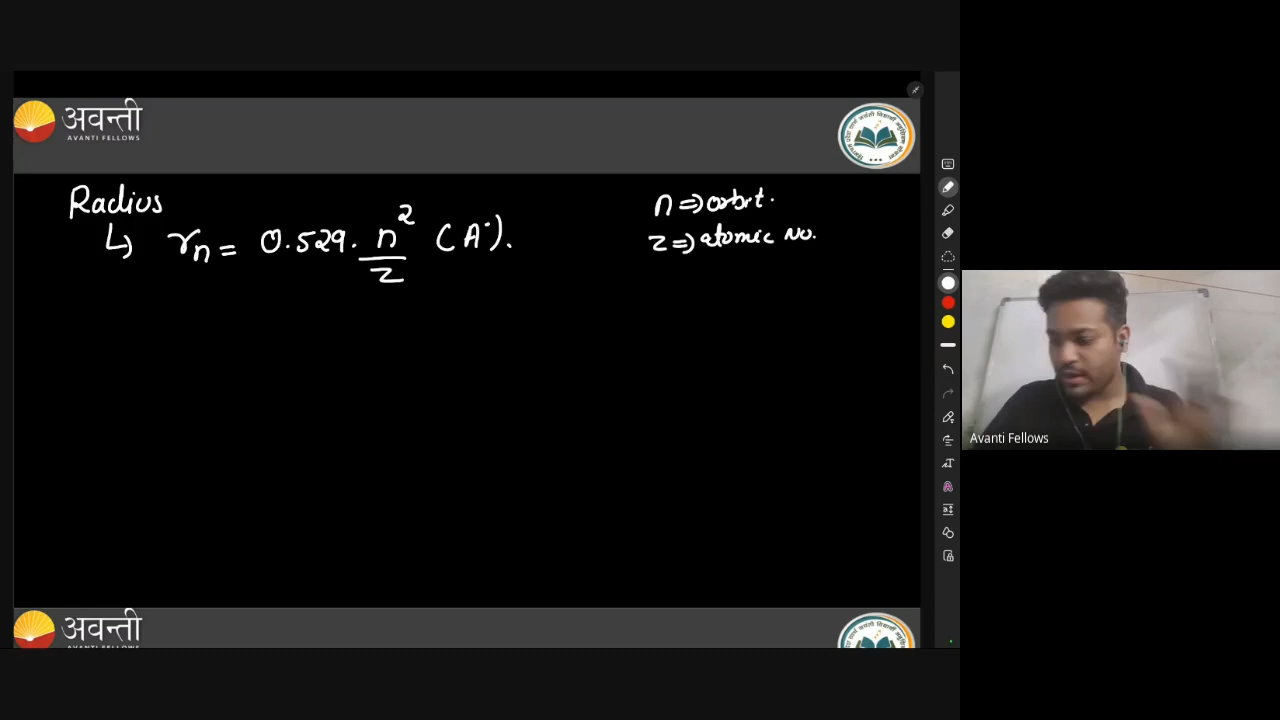 अवन्ती
AVANTI FELLOWS
Radius
↳ rn = 0.529. n²/z (A°).
n ⇒ orbit.
z ⇒ atomic No.
Avanti Fellows
अवन्ती